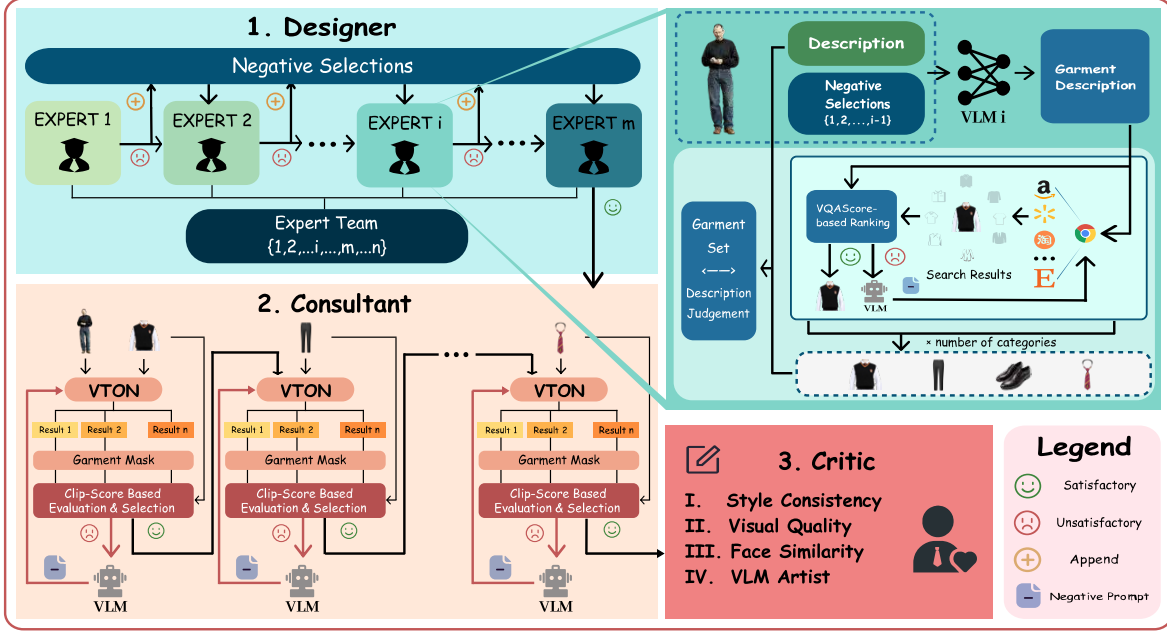 1. Designer
Negative Selections
EXPERT 1
EXPERT 2
EXPERT i
EXPERT m
Expert Team
{1,2,...i,...,m,...n}
Description
Negative
Selections
{1,2,...,i-1}
VLM i
Garment
Description
Garment
Set
<-->
Description
Judgement
VQAScore-
based Ranking
VLM
Search Results
a
淘
E
× number of categories
2. Consultant
VTON
Result 1
Result 2
Result n
Garment Mask
Clip-Score Based
Evaluation & Selection
VLM
VTON
Result 1
Result 2
Result n
Garment Mask
Clip-Score Based
Evaluation & Selection
VLM
VTON
Result 1
Result 2
Result n
Garment Mask
Clip-Score Based
Evaluation & Selection
VLM
3. Critic
I. Style Consistency
II. Visual Quality
III. Face Similarity
IV. VLM Artist
Legend
Satisfactory
Unsatisfactory
Append
Negative Prompt